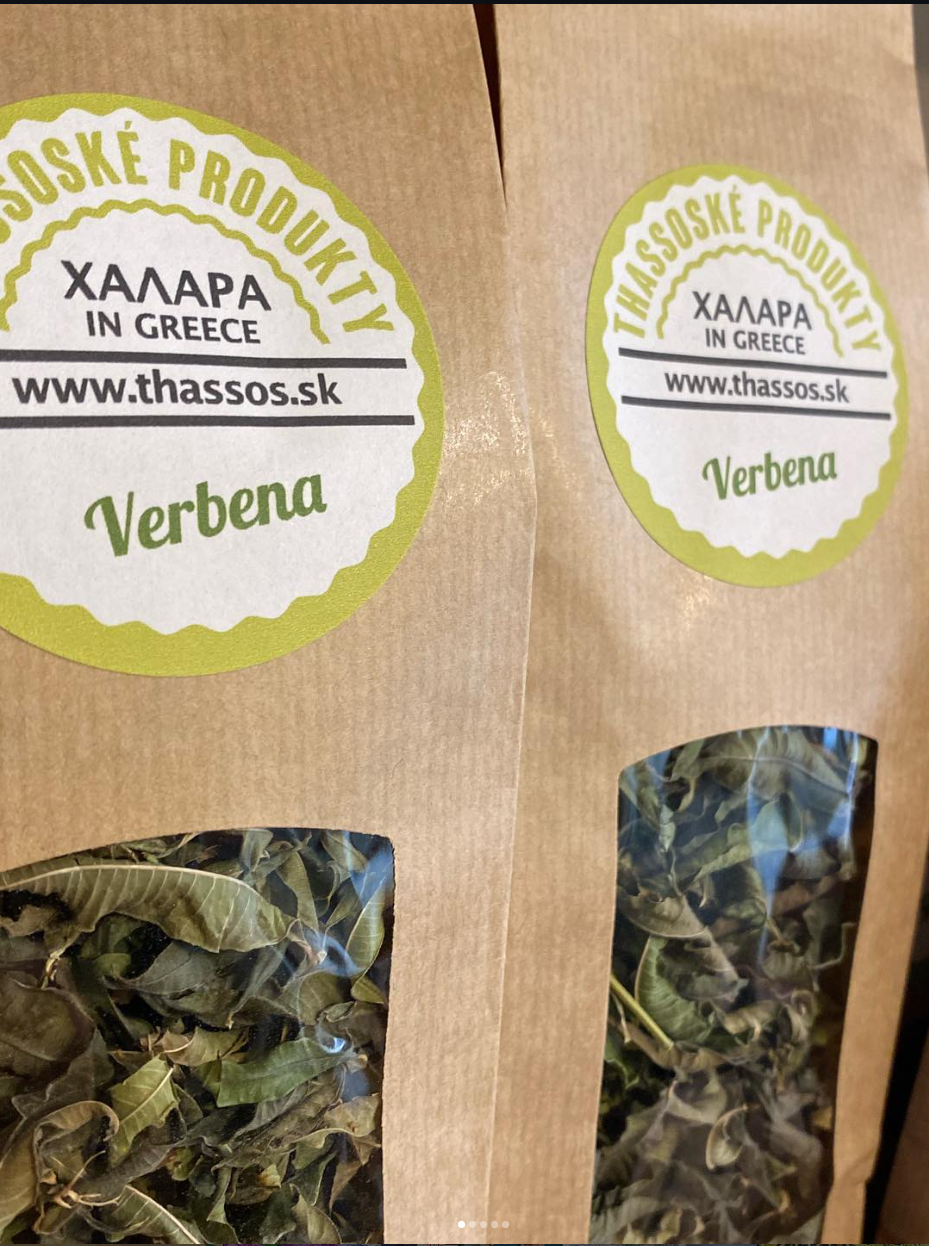 SSOSKÉ PRODUKTY
ΧΑΛΑΡΑ
IN GREECE
www.thassos.sk
Verbena
THASSOSKÉ PRODUKTY
ΧΑΛΑΡΑ
IN GREECE
www.thassos.sk
Verbena